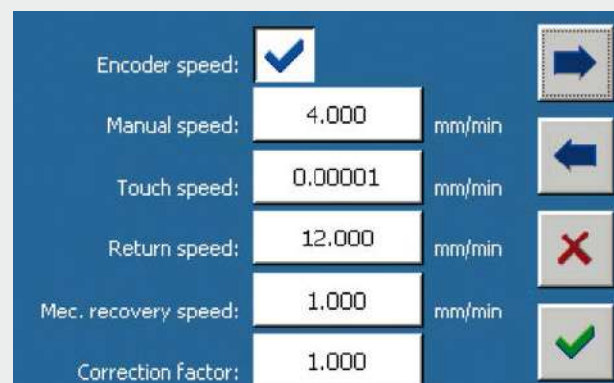 Encoder speed:
Manual speed: 4.000 mm/min
Touch speed: 0.00001 mm/min
Return speed: 12.000 mm/min
Mec. recovery speed: 1.000 mm/min
Correction factor: 1.000